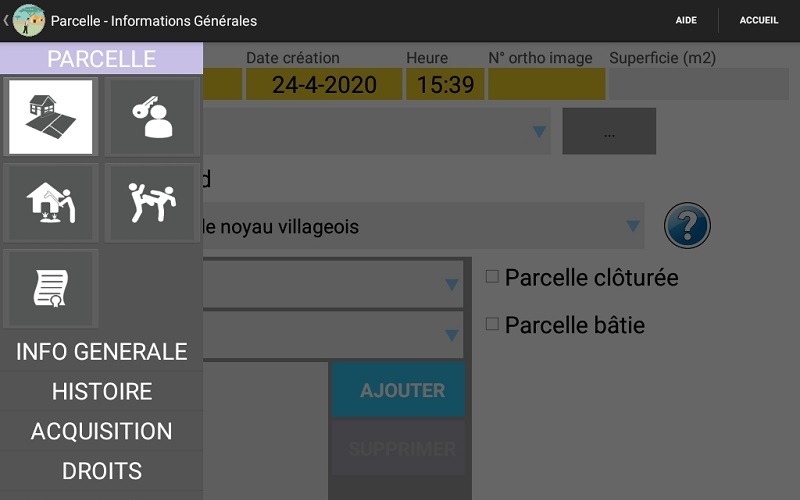 Parcelle - Informations Générales
AIDE
ACCUEIL
PARCELLE
Date création
Heure
N° ortho image
Superficie (m2)
24-4-2020
15:39
...
d
le noyau villageois
?
Parcelle clôturée
Parcelle bâtie
INFO GENERALE
HISTOIRE
ACQUISITION
DROITS
AJOUTER
SUPPRIMER